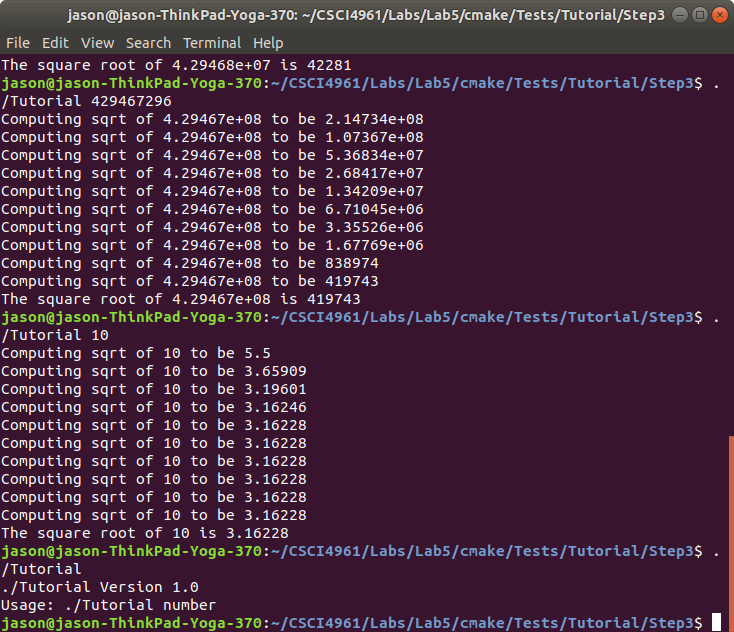 jason@jason-ThinkPad-Yoga-370: ~/CSCI4961/Labs/Lab5/cmake/Tests/Tutorial/Step3
File Edit View Search Terminal Help
The square root of 4.29468e+07 is 42281
jason@jason-ThinkPad-Yoga-370:~/CSCI4961/Labs/Lab5/cmake/Tests/Tutorial/Step3$ .
/Tutorial 429467296
Computing sqrt of 4.29467e+08 to be 2.14734e+08
Computing sqrt of 4.29467e+08 to be 1.07367e+08
Computing sqrt of 4.29467e+08 to be 5.36834e+07
Computing sqrt of 4.29467e+08 to be 2.68417e+07
Computing sqrt of 4.29467e+08 to be 1.34209e+07
Computing sqrt of 4.29467e+08 to be 6.71045e+06
Computing sqrt of 4.29467e+08 to be 3.35526e+06
Computing sqrt of 4.29467e+08 to be 1.67769e+06
Computing sqrt of 4.29467e+08 to be 838974
Computing sqrt of 4.29467e+08 to be 419743
The square root of 4.29467e+08 is 419743
jason@jason-ThinkPad-Yoga-370:~/CSCI4961/Labs/Lab5/cmake/Tests/Tutorial/Step3$ .
/Tutorial 10
Computing sqrt of 10 to be 5.5
Computing sqrt of 10 to be 3.65909
Computing sqrt of 10 to be 3.19601
Computing sqrt of 10 to be 3.16246
Computing sqrt of 10 to be 3.16228
Computing sqrt of 10 to be 3.16228
Computing sqrt of 10 to be 3.16228
Computing sqrt of 10 to be 3.16228
Computing sqrt of 10 to be 3.16228
Computing sqrt of 10 to be 3.16228
The square root of 10 is 3.16228
jason@jason-ThinkPad-Yoga-370:~/CSCI4961/Labs/Lab5/cmake/Tests/Tutorial/Step3$ .
/Tutorial
./Tutorial Version 1.0
Usage: ./Tutorial number
jason@jason-ThinkPad-Yoga-370:~/CSCI4961/Labs/Lab5/cmake/Tests/Tutorial/Step3$